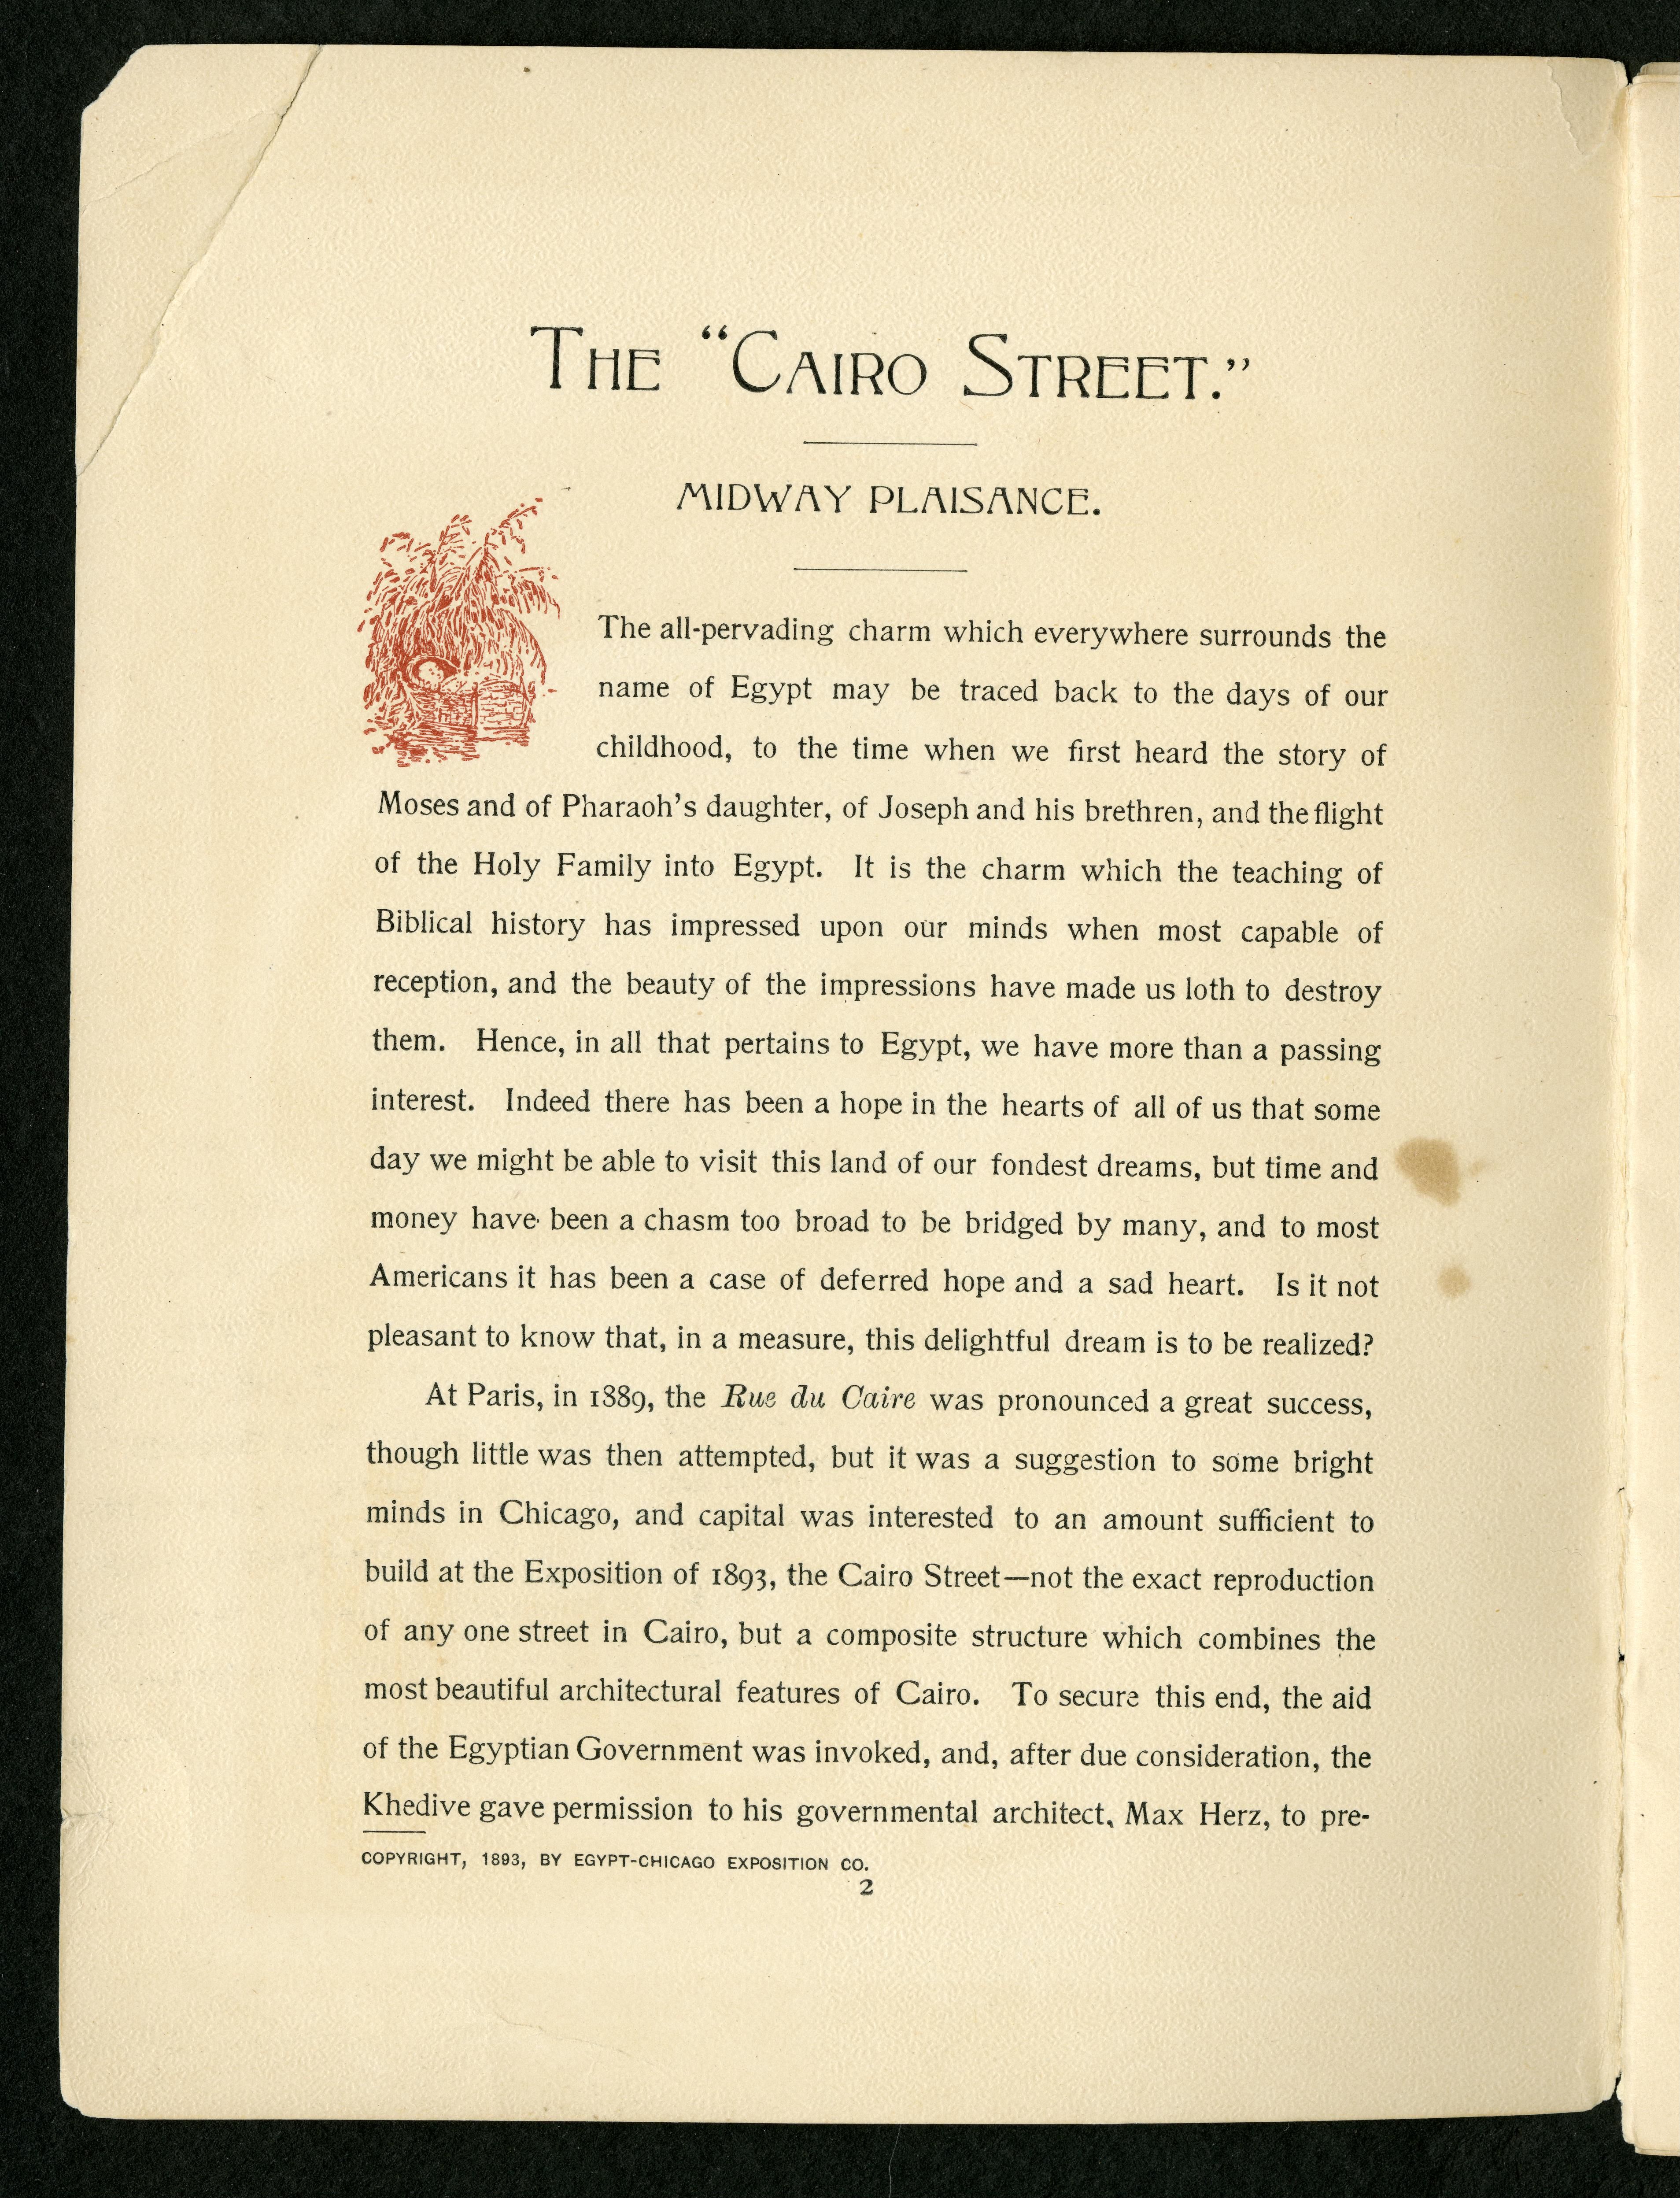 THE “CAIRO STREET.”
MIDWAY PLAISANCE.
The all-pervading charm which everywhere surrounds the
name of Egypt may be traced back to the days of our
childhood, to the time when we first heard the story of
Moses and of Pharaoh’s daughter, of Joseph and his brethren, and the flight
of the Holy Family into Egypt. It is the charm which the teaching of
Biblical history has impressed upon our minds when most capable of
reception, and the beauty of the impressions have made us loth to destroy
them. Hence, in all that pertains to Egypt, we have more than a passing
interest. Indeed there has been a hope in the hearts of all of us that some
day we might be able to visit this land of our fondest dreams, but time and
money have been a chasm too broad to be bridged by many, and to most
Americans it has been a case of deferred hope and a sad heart. Is it not
pleasant to know that, in a measure, this delightful dream is to be realized?
At Paris, in 1889, the Rue du Caire was pronounced a great success,
though little was then attempted, but it was a suggestion to some bright
minds in Chicago, and capital was interested to an amount sufficient to
build at the Exposition of 1893, the Cairo Street—not the exact reproduction
of any one street in Cairo, but a composite structure which combines the
most beautiful architectural features of Cairo. To secure this end, the aid
of the Egyptian Government was invoked, and, after due consideration, the
Khedive gave permission to his governmental architect, Max Herz, to pre-
COPYRIGHT, 1893, BY EGYPT-CHICAGO EXPOSITION CO.
2